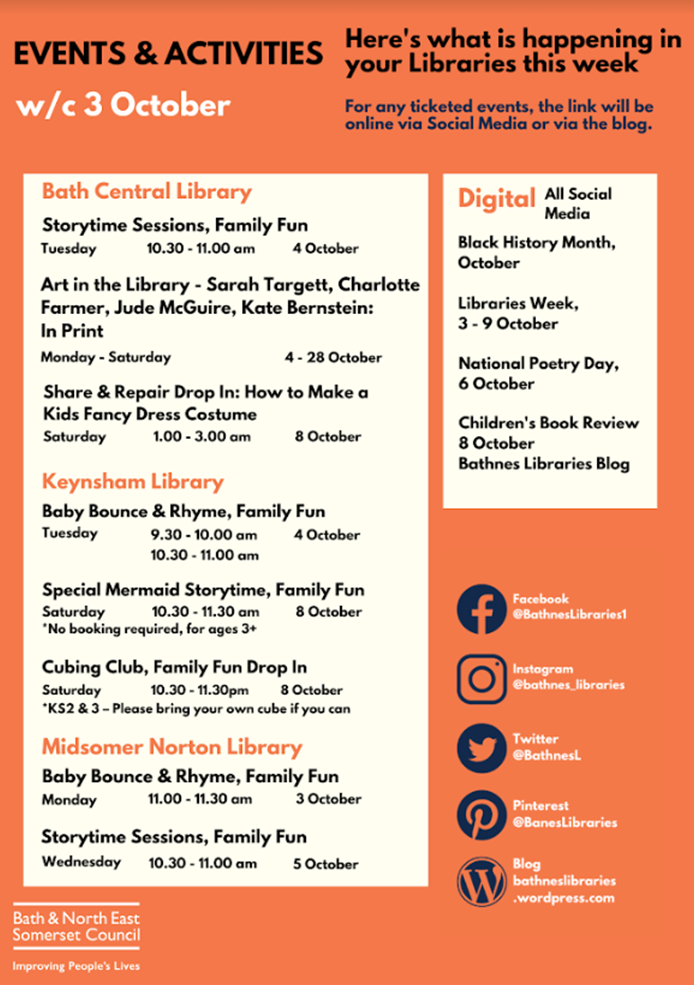 EVENTS & ACTIVITIES
w/c 3 October
Here's what is happening in
your Libraries this week
For any ticketed events, the link will be
online via Social Media or via the blog.
Bath Central Library
Storytime Sessions, Family Fun
Tuesday 10.30 - 11.00 am 4 October
Art in the Library - Sarah Targett, Charlotte
Farmer, Jude McGuire, Kate Bernstein:
In Print
Monday - Saturday 4 - 28 October
Share & Repair Drop In: How to Make a
Kids Fancy Dress Costume
Saturday 1.00 - 3.00 am 8 October
Keynsham Library
Baby Bounce & Rhyme, Family Fun
Tuesday 9.30 - 10.00 am 4 October
10.30 - 11.00 am
Special Mermaid Storytime, Family Fun
Saturday 10.30 - 11.30 am 8 October
*No booking required, for ages 3+
Cubing Club, Family Fun Drop In
Saturday 10.30 - 11.30pm 8 October
*KS2 & 3 – Please bring your own cube if you can
Midsomer Norton Library
Baby Bounce & Rhyme, Family Fun
Monday 11.00 - 11.30 am 3 October
Storytime Sessions, Family Fun
Wednesday 10.30 - 11.00 am 5 October
Digital All Social
Media
Black History Month,
October
Libraries Week,
3 - 9 October
National Poetry Day,
6 October
Children's Book Review
8 October
Bathnes Libraries Blog
Facebook
@BathnesLibraries1
Instagram
@bathnes_libraries
Twitter
@BathnesL
Pinterest
@BanesLibraries
Blog
bathneslibraries
.wordpress.com
Bath & North East
Somerset Council
Improving People's Lives